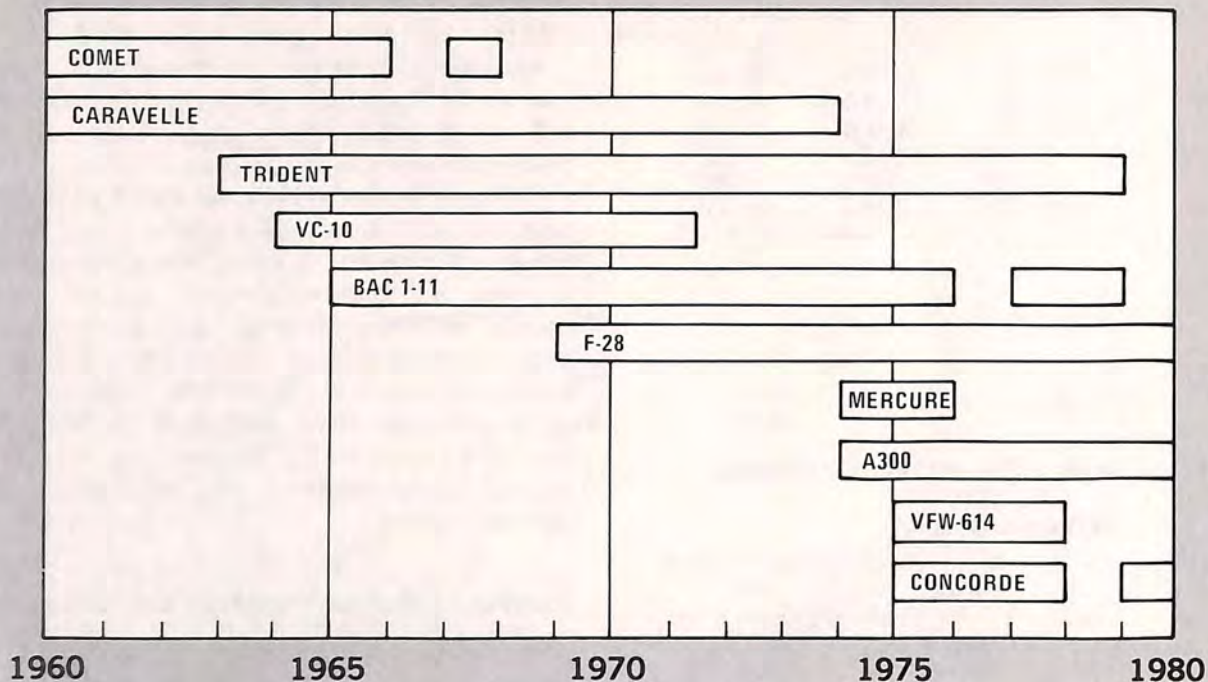 COMET
CARAVELLE
TRIDENT
VC-10
BAC 1-11
F-28
MERCURE
A300
VFW-614
CONCORDE
1960 1965 1970 1975 1980